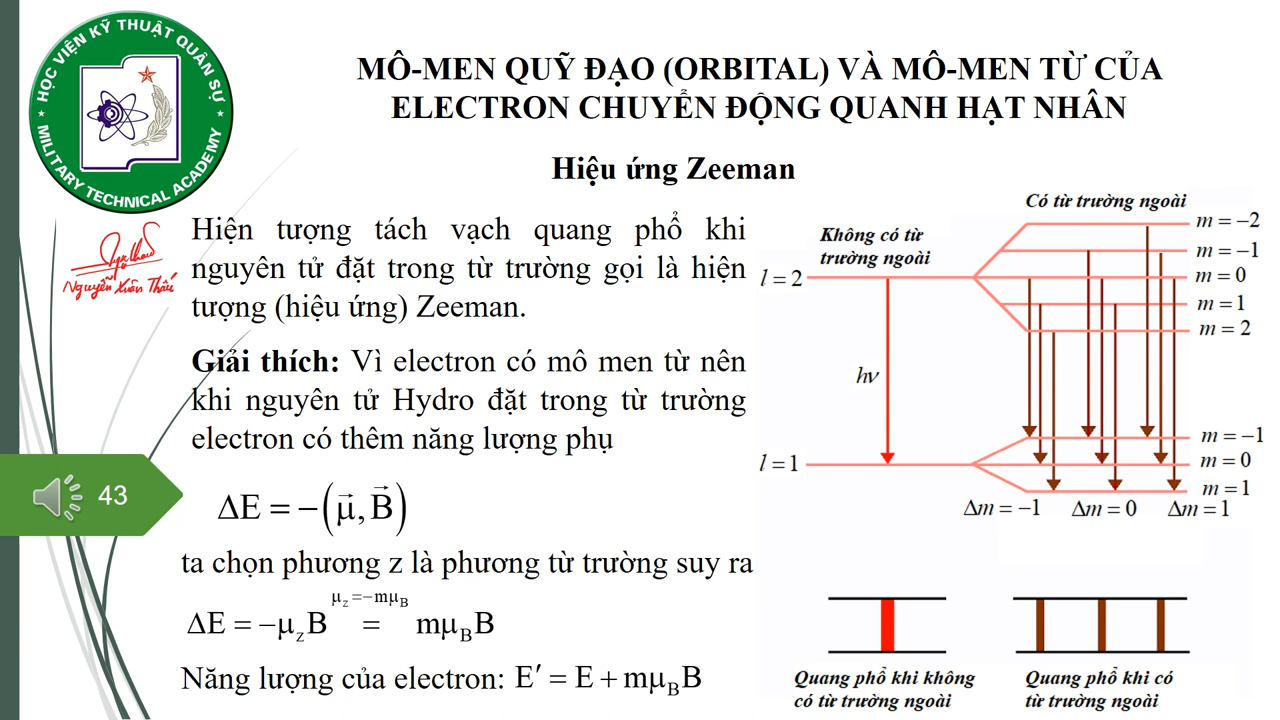 HỌC VIỆN KỸ THUẬT QUÂN SỰ
MILITARY TECHNICAL ACADEMY
Nguyễn Xuân Thấu
MÔ-MEN QUỸ ĐẠO (ORBITAL) VÀ MÔ-MEN TỪ CỦA
ELECTRON CHUYỂN ĐỘNG QUANH HẠT NHÂN
Hiệu ứng Zeeman
Hiện tượng tách vạch quang phổ khi
nguyên tử đặt trong từ trường gọi là hiện
tượng (hiệu ứng) Zeeman.
Giải thích: Vì electron có mô men từ nên
khi nguyên tử Hydro đặt trong từ trường
electron có thêm năng lượng phụ
43
ΔE = −(μ⃗, B⃗)
ta chọn phương z là phương từ trường suy ra
μz = −mμB
ΔE = −μzB = mμBB
Năng lượng của electron: E′ = E + mμBB
Có từ trường ngoài
Không có từ
trường ngoài
m = −2
m = −1
m = 0
m = 1
m = 2
l = 2
hν
l = 1
m = −1
m = 0
m = 1
Δm = −1 Δm = 0 Δm = 1
Quang phổ khi không
có từ trường ngoài
Quang phổ khi có
từ trường ngoài